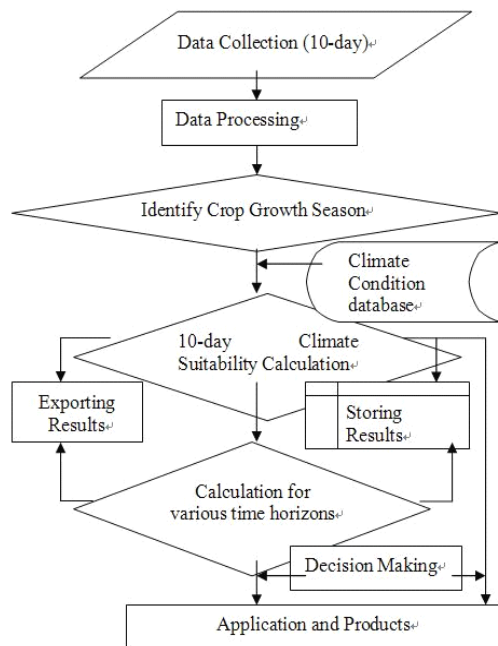 Data Collection (10-day)
Data Processing
Identify Crop Growth Season
Climate
Condition
database
10-day Climate
Suitability Calculation
Exporting
Results
Storing
Results
Calculation for
various time horizons
Decision Making
Application and Products